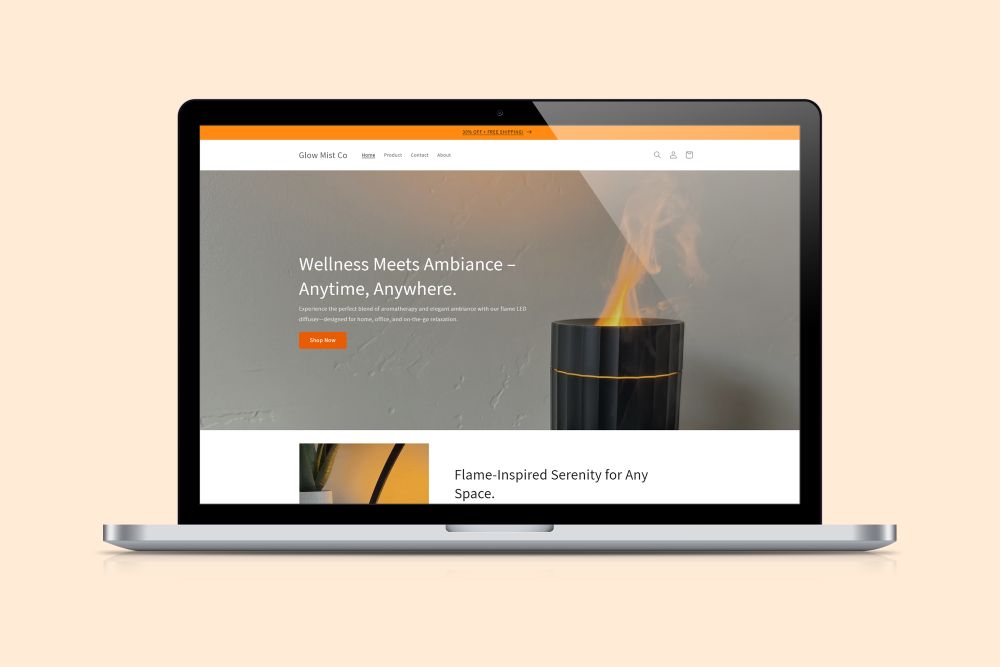 30% OFF + FREE SHIPPING!
Glow Mist Co Home Product Contact About
Wellness Meets Ambiance –
Anytime, Anywhere.
Experience the perfect blend of aromatherapy and elegant ambiance with our flame LED
diffuser—designed for home, office, and on-the-go relaxation.
Shop Now
Flame-Inspired Serenity for Any
Space.